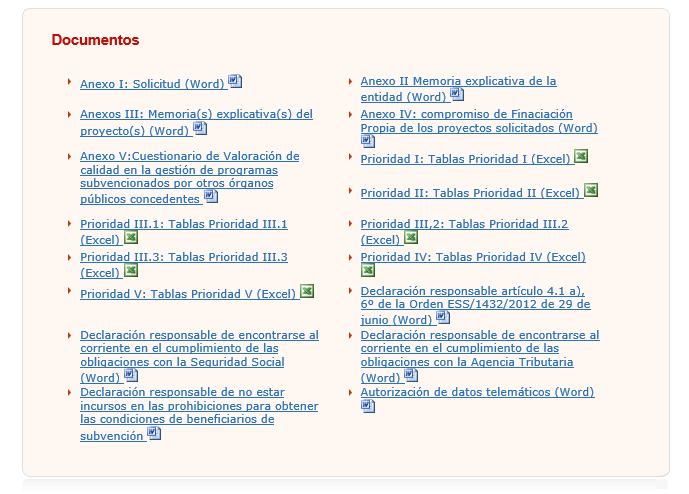 Documentos
Anexo I: Solicitud (Word)
Anexo II Memoria explicativa de la
entidad (Word)
Anexos III: Memoria(s) explicativa(s) del
proyecto(s) (Word)
Anexo IV: compromiso de Finaciación
Propia de los proyectos solicitados (Word)
Anexo V:Cuestionario de Valoración de
calidad en la gestión de programas
subvencionados por otros órganos
públicos concedentes
Prioridad I: Tablas Prioridad I (Excel)
Prioridad II: Tablas Prioridad II (Excel)
Prioridad III.1: Tablas Prioridad III.1
(Excel)
Prioridad III,2: Tablas Prioridad III.2
(Excel)
Prioridad III.3: Tablas Prioridad III.3
(Excel)
Prioridad IV: Tablas Prioridad IV (Excel)
Prioridad V: Tablas Prioridad V (Excel)
Declaración responsable artículo 4.1 a),
6º de la Orden ESS/1432/2012 de 29 de
junio (Word)
Declaración responsable de encontrarse al
corriente en el cumplimiento de las
obligaciones con la Seguridad Social
(Word)
Declaración responsable de encontrarse al
corriente en el cumplimiento de las
obligaciones con la Agencia Tributaria
(Word)
Declaración responsable de no estar
incursos en las prohibiciones para obtener
las condiciones de beneficiarios de
subvención
Autorización de datos telemáticos (Word)